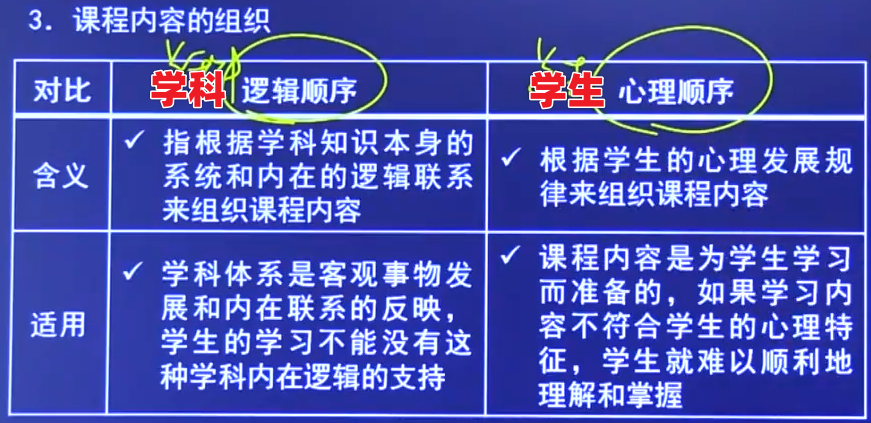 3. 课程内容的组织
对比
学科 逻辑顺序
学生 心理顺序
含义
✓ 指根据学科知识本身的
系统和内在的逻辑联系
来组织课程内容
✓ 根据学生的心理发展规
律来组织课程内容
适用
✓ 学科体系是客观事物发
展和内在联系的反映，
学生的学习不能没有这
种学科内在逻辑的支持
✓ 课程内容是为学生学习
而准备的，如果学习内
容不符合学生的心理特
征，学生就难以顺利地
理解和掌握